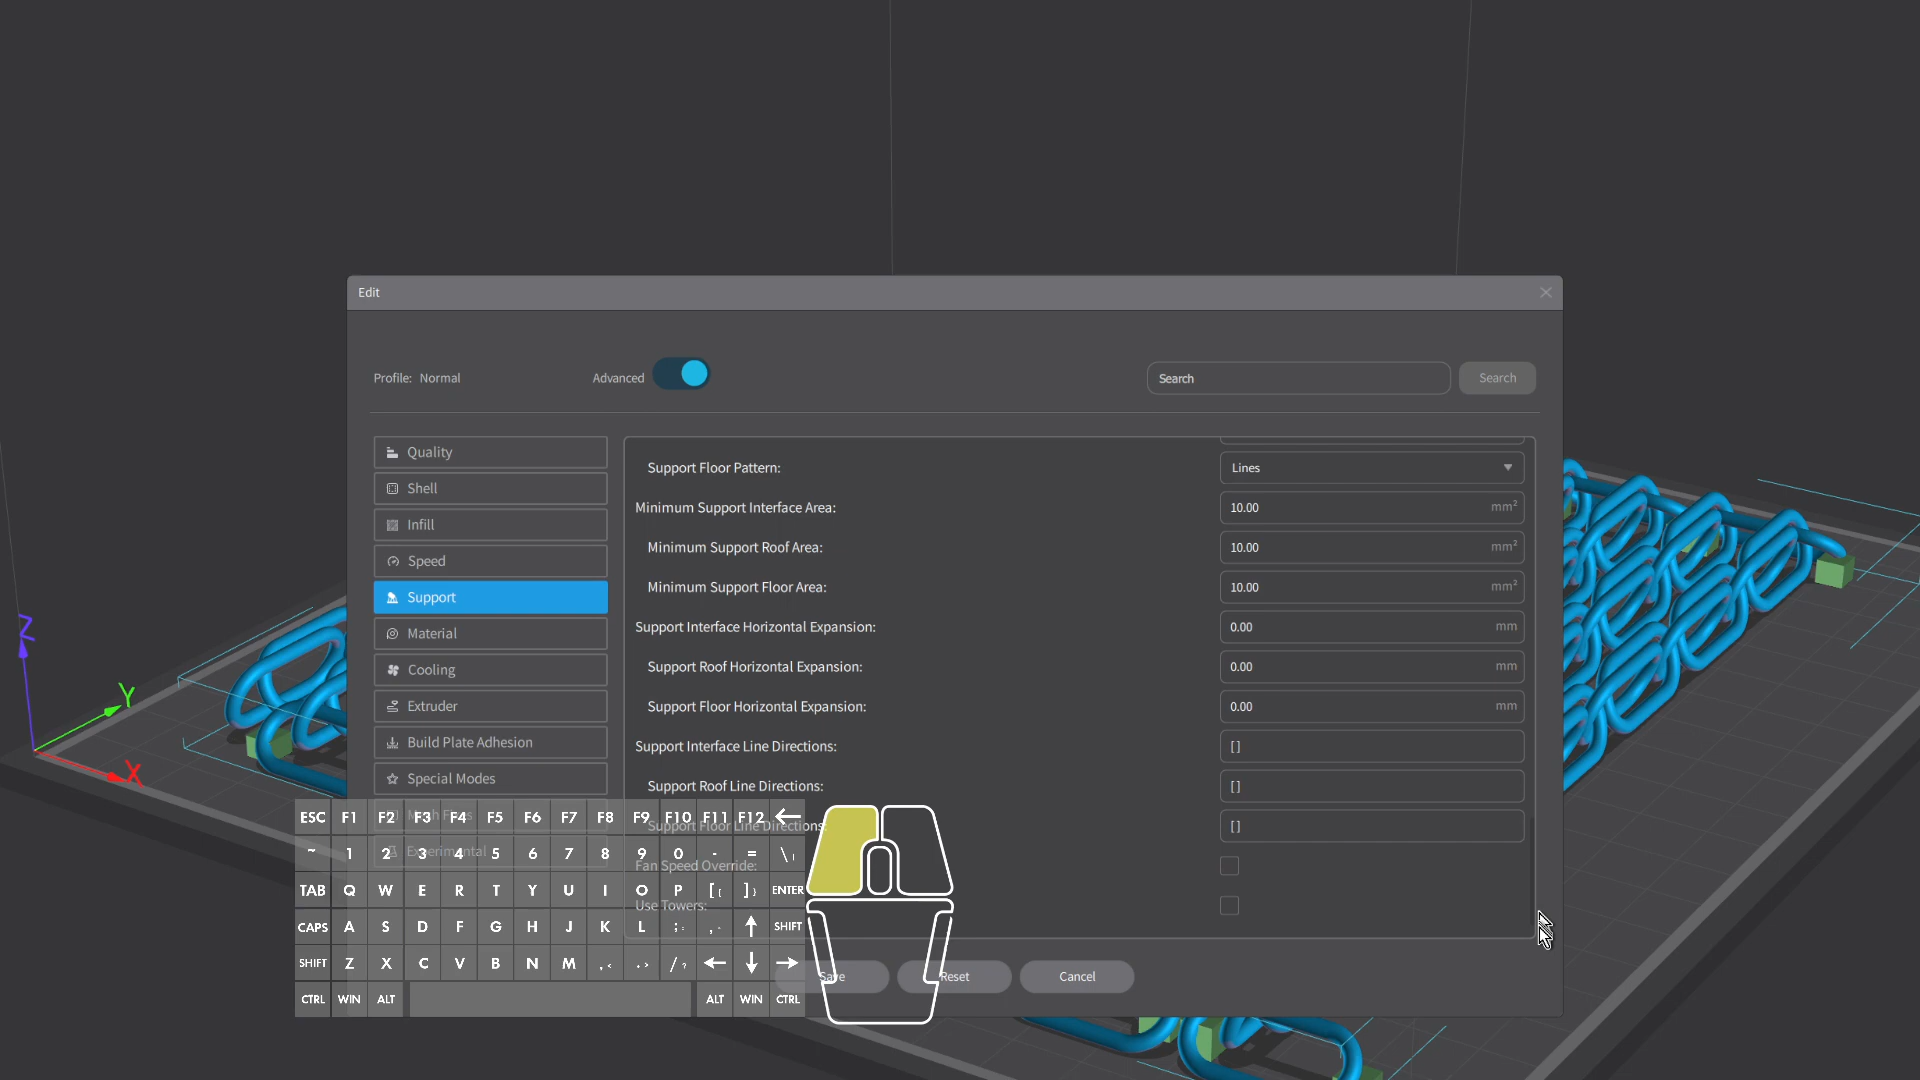 Edit
Profile: Normal
Advanced
Search
Search
Quality
Shell
Infill
Speed
Support
Material
Cooling
Extruder
Build Plate Adhesion
Special Modes
Experimental
Support Floor Pattern:
Lines
Minimum Support Interface Area:
10.00 mm²
Minimum Support Roof Area:
10.00 mm²
Minimum Support Floor Area:
10.00 mm²
Support Interface Horizontal Expansion:
0.00 mm
Support Roof Horizontal Expansion:
0.00 mm
Support Floor Horizontal Expansion:
0.00 mm
Support Interface Line Directions:
[]
Support Roof Line Directions:
[]
Support Floor Line Directions:
[]
Fan Speed Override:
Use Towers:
Save
Reset
Cancel
Z
Y
X
ESC F1 F2 F3 F4 F5 F6 F7 F8 F9 F10 F11 F12 ←
~ 1 2 3 4 5 6 7 8 9 0 - = \ |
TAB Q W E R T Y U I O P [ { ] } ENTER
CAPS A S D F G H J K L ; : , . ↑ SHIFT
SHIFT Z X C V B N M , < . > / ? ← ↓ →
CTRL WIN ALT ALT WIN CTRL